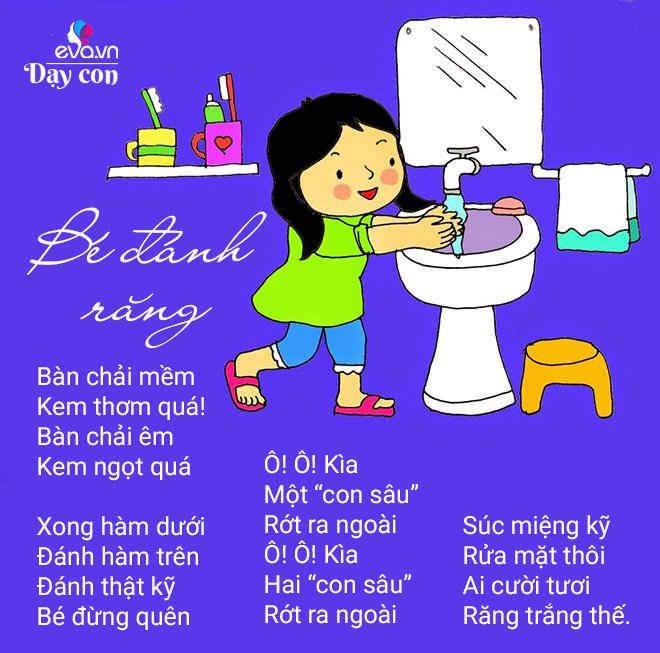 eva.vn
Dạy con
Bé đánh
răng
Bàn chải mềm
Kem thơm quá!
Bàn chải êm
Kem ngọt quá
Xong hàm dưới
Đánh hàm trên
Đánh thật kỹ
Bé đừng quên
Ô! Ô! Kìa
Một “con sâu”
Rớt ra ngoài
Ô! Ô! Kìa
Hai “con sâu”
Rớt ra ngoài
Súc miệng kỹ
Rửa mặt thôi
Ai cười tươi
Răng trắng thế.